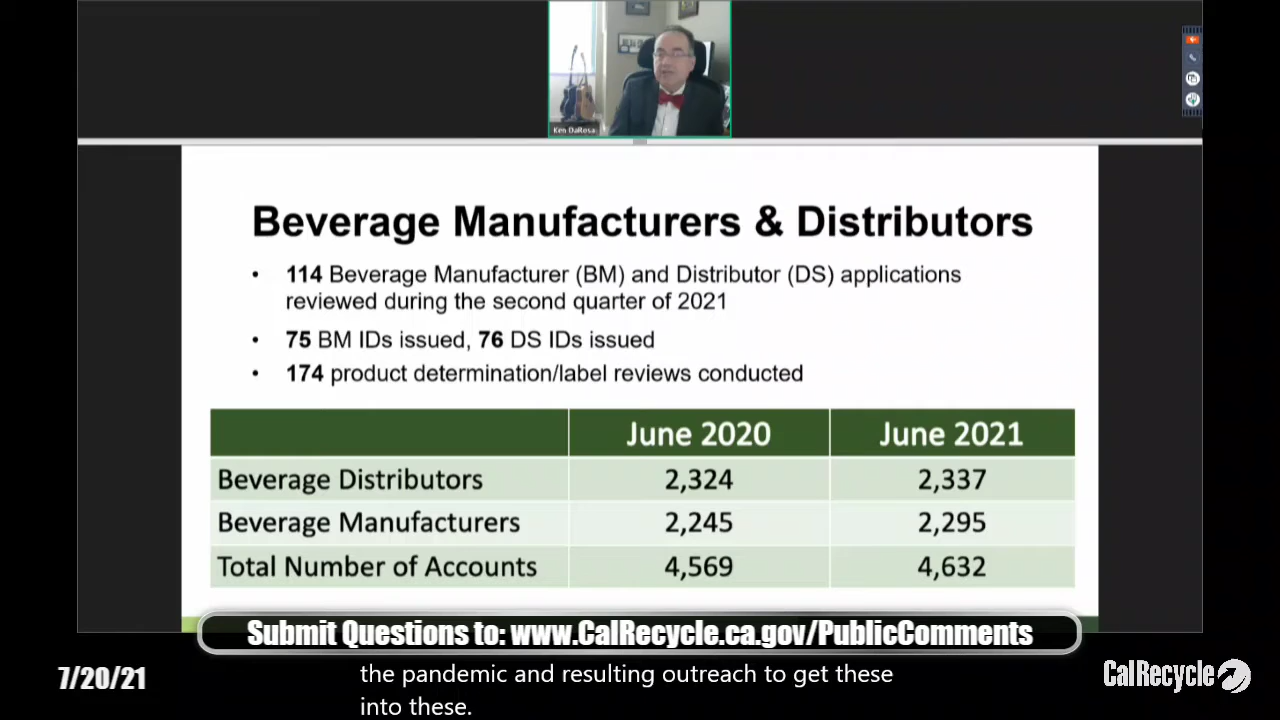 Ken DaRosa
Beverage Manufacturers & Distributors
• 114 Beverage Manufacturer (BM) and Distributor (DS) applications
reviewed during the second quarter of 2021
• 75 BM IDs issued, 76 DS IDs issued
• 174 product determination/label reviews conducted
June 2020 June 2021
Beverage Distributors 2,324 2,337
Beverage Manufacturers 2,245 2,295
Total Number of Accounts 4,569 4,632
Submit Questions to: www.CalRecycle.ca.gov/PublicComments
the pandemic and resulting outreach to get these
into these.
7/20/21
CalRecycle